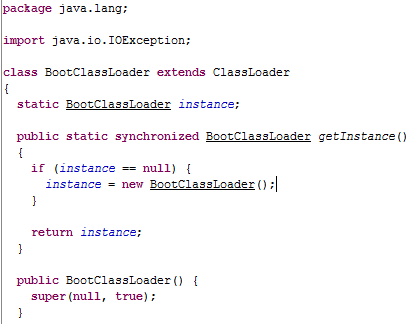 package java.lang;
import java.io.IOException;
class BootClassLoader extends ClassLoader
{
static BootClassLoader instance;
public static synchronized BootClassLoader getInstance()
{
if (instance == null) {
instance = new BootClassLoader();
}
return instance;
}
public BootClassLoader() {
super(null, true);
}